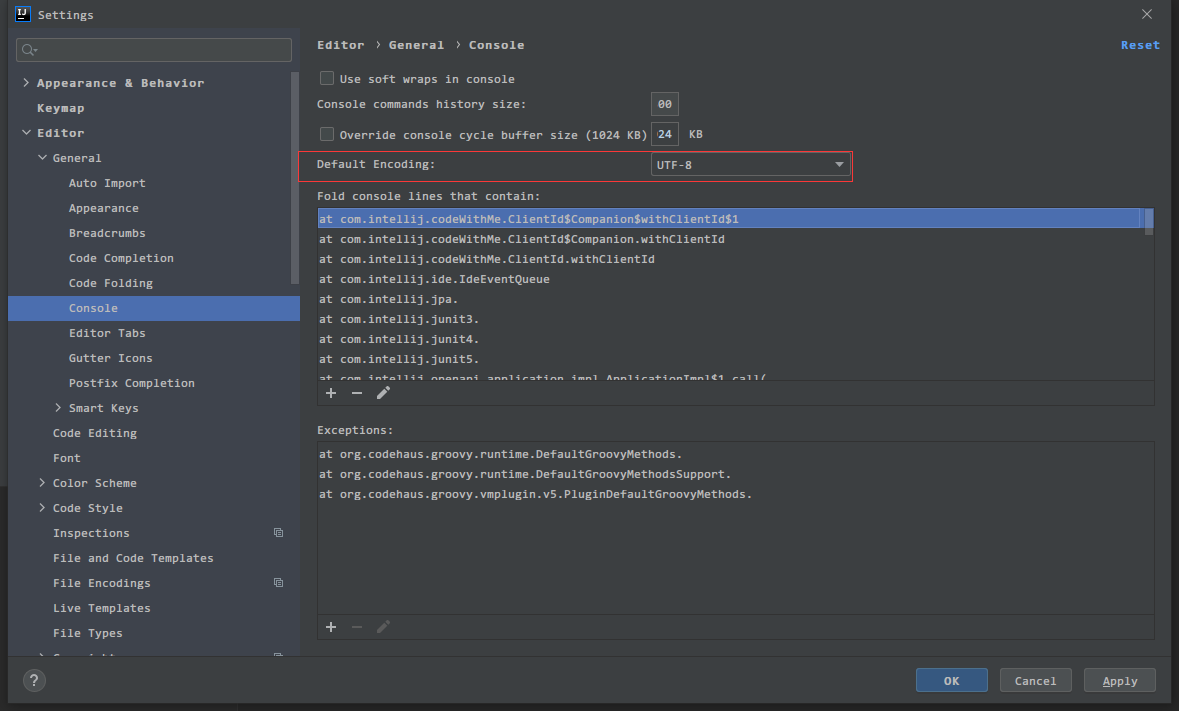 Settings
Appearance & Behavior
Keymap
Editor
General
Auto Import
Appearance
Breadcrumbs
Code Completion
Code Folding
Console
Editor Tabs
Gutter Icons
Postfix Completion
Smart Keys
Code Editing
Font
Color Scheme
Code Style
Inspections
File and Code Templates
File Encodings
Live Templates
File Types
Editor › General › Console
Reset
Use soft wraps in console
Console commands history size: 00
Override console cycle buffer size (1024 KB) 24 KB
Default Encoding: UTF-8
Fold console lines that contain:
at com.intellij.codeWithMe.ClientId$Companion$withClientId$1
at com.intellij.codeWithMe.ClientId$Companion.withClientId
at com.intellij.codeWithMe.ClientId.withClientId
at com.intellij.ide.IdeEventQueue
at com.intellij.jpa.
at com.intellij.junit3.
at com.intellij.junit4.
at com.intellij.junit5.
at com.intellij.openapi.application.impl.ApplicationImpl$1.call(
Exceptions:
at org.codehaus.groovy.runtime.DefaultGroovyMethods.
at org.codehaus.groovy.runtime.DefaultGroovyMethodsSupport.
at org.codehaus.groovy.vmplugin.v5.PluginDefaultGroovyMethods.
?
OK
Cancel
Apply